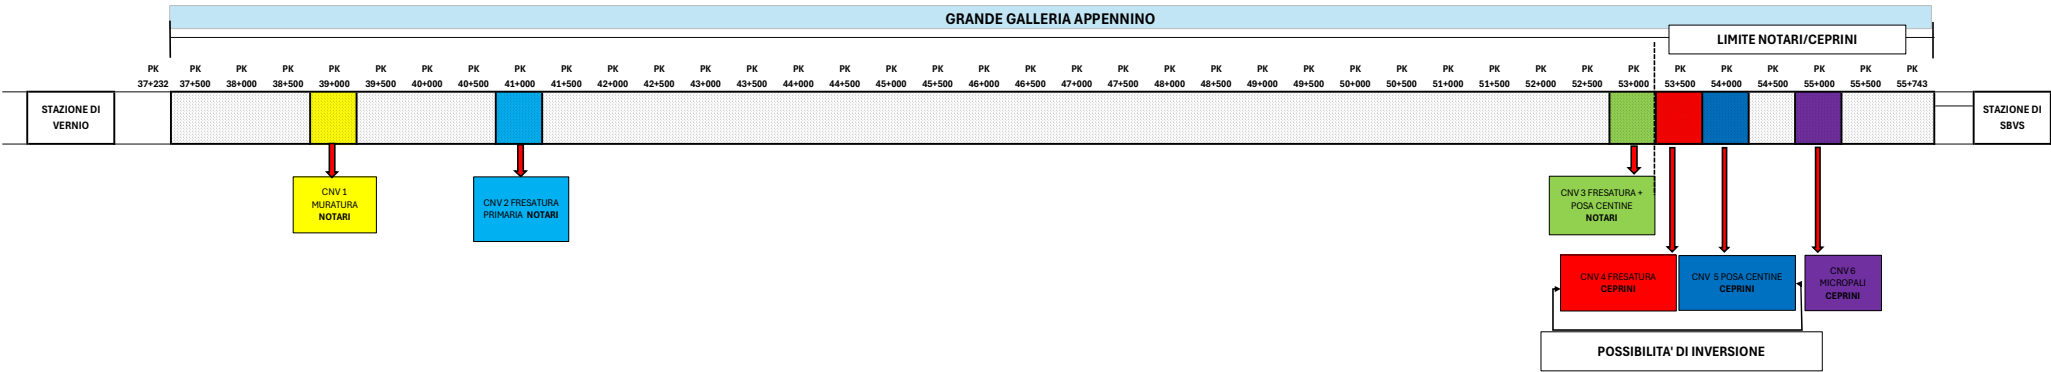 GRANDE GALLERIA APPENNINO
LIMITE NOTARI/CEPRINI
PK PK PK PK PK PK PK PK PK PK PK PK PK PK PK PK PK PK PK PK PK PK PK PK PK PK PK PK PK PK PK PK PK PK PK PK PK PK PK
37+232 37+500 38+000 38+500 39+000 39+500 40+000 40+500 41+000 41+500 42+000 42+500 43+000 43+500 44+000 44+500 45+000 45+500 46+000 46+500 47+000 47+500 48+000 48+500 49+000 49+500 50+000 50+500 51+000 51+500 52+000 52+500 53+000 53+500 54+000 54+500 55+000 55+500 55+743
STAZIONE DI
VERNIO
STAZIONE DI
SBVS
CNV 1
MURATURA
NOTARI
CNV 2 FRESATURA
PRIMARIA NOTARI
CNV 3 FRESATURA +
POSA CENTINE
NOTARI
CNV 4 FRESATURA
CEPRINI
CNV 5 POSA CENTINE
CEPRINI
CNV 6
MICROPALI
CEPRINI
POSSIBILITA' DI INVERSIONE